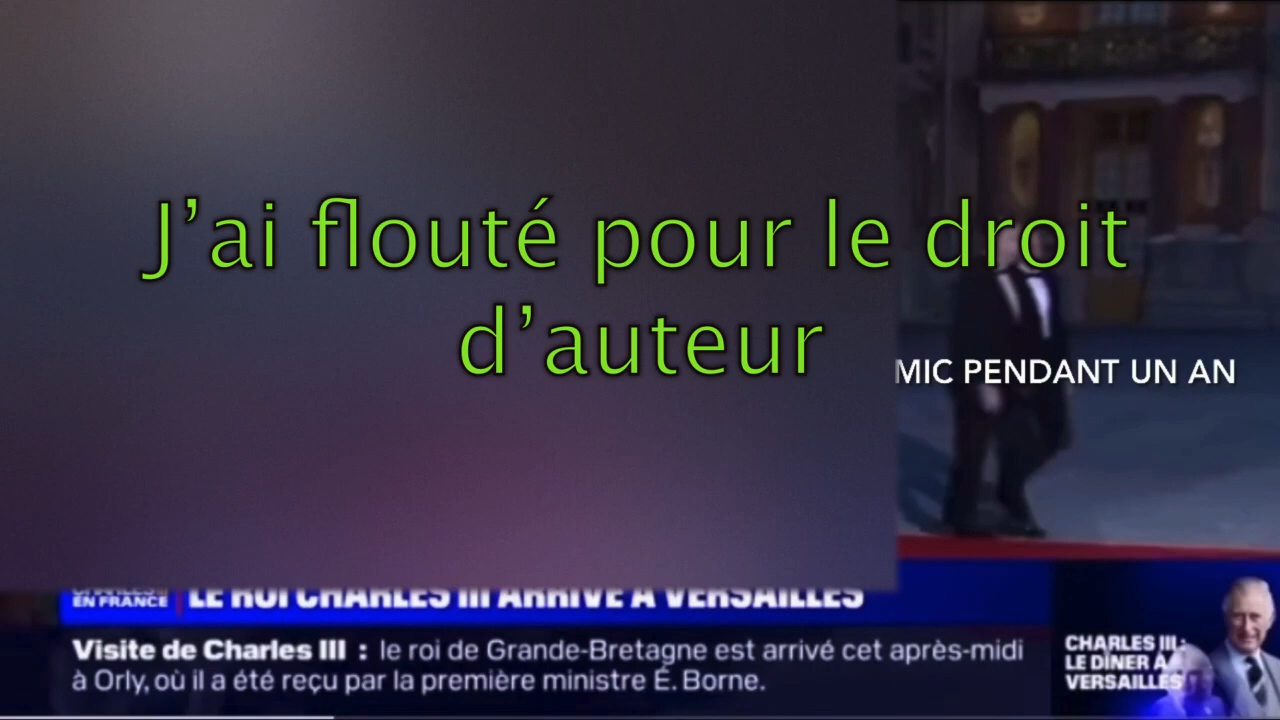 J’ai flouté pour le droit
d’auteur
MIC PENDANT UN AN
EN FRANCE
LE ROI CHARLES III ARRIVE À VERSAILLES
Visite de Charles III : le roi de Grande-Bretagne est arrivé cet après-midi
à Orly, où il a été reçu par la première ministre É. Borne.
CHARLES III :
LE DÎNER À
VERSAILLES